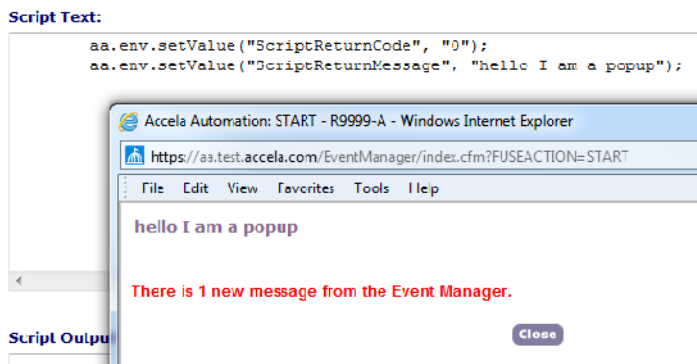 Script Text:
aa.env.setValue("ScriptReturnCode", "0");
aa.env.setValue("ScriptReturnMessage", "hello I am a popup");
Accela Automation: START - R9999-A - Windows Internet Explorer
https://aa.test.accela.com/EventManager/index.cfm?FUSEACTION=START
File Edit View Favorites Tools Help
hello I am a popup
There is 1 new message from the Event Manager.
Close
Script Outpu